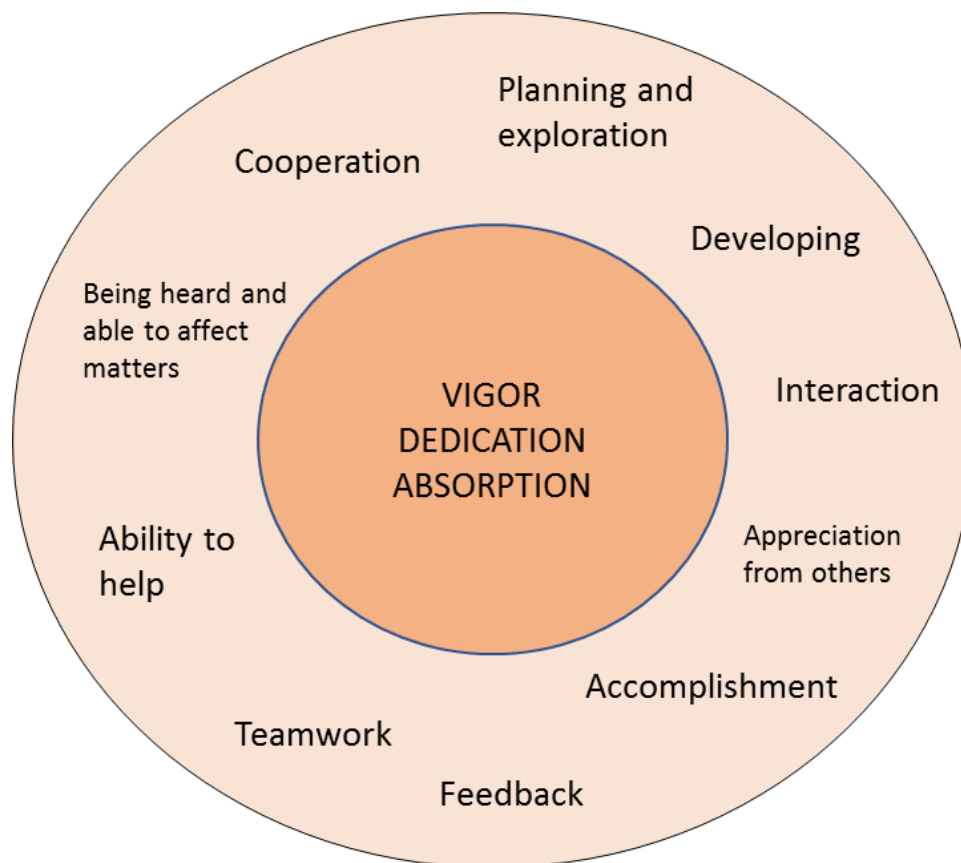 Planning and
exploration
Cooperation
Developing
Being heard and
able to affect
matters
Interaction
VIGOR
DEDICATION
ABSORPTION
Ability to
help
Appreciation
from others
Accomplishment
Teamwork
Feedback